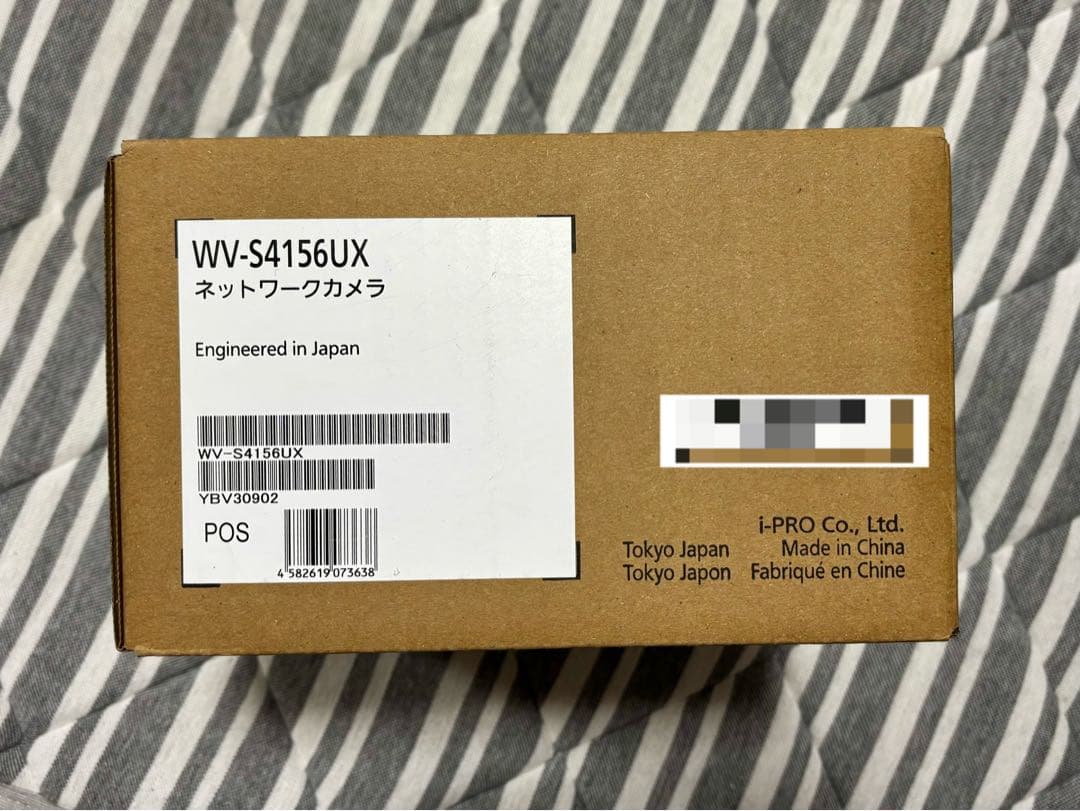 WV-S4156UX
ネットワークカメラ
Engineered in Japan
WV-S4156UX
YBV30902
POS
4 582619 073638
i-PRO Co., Ltd.
Tokyo Japan Made in China
Tokyo Japon Fabriqué en Chine